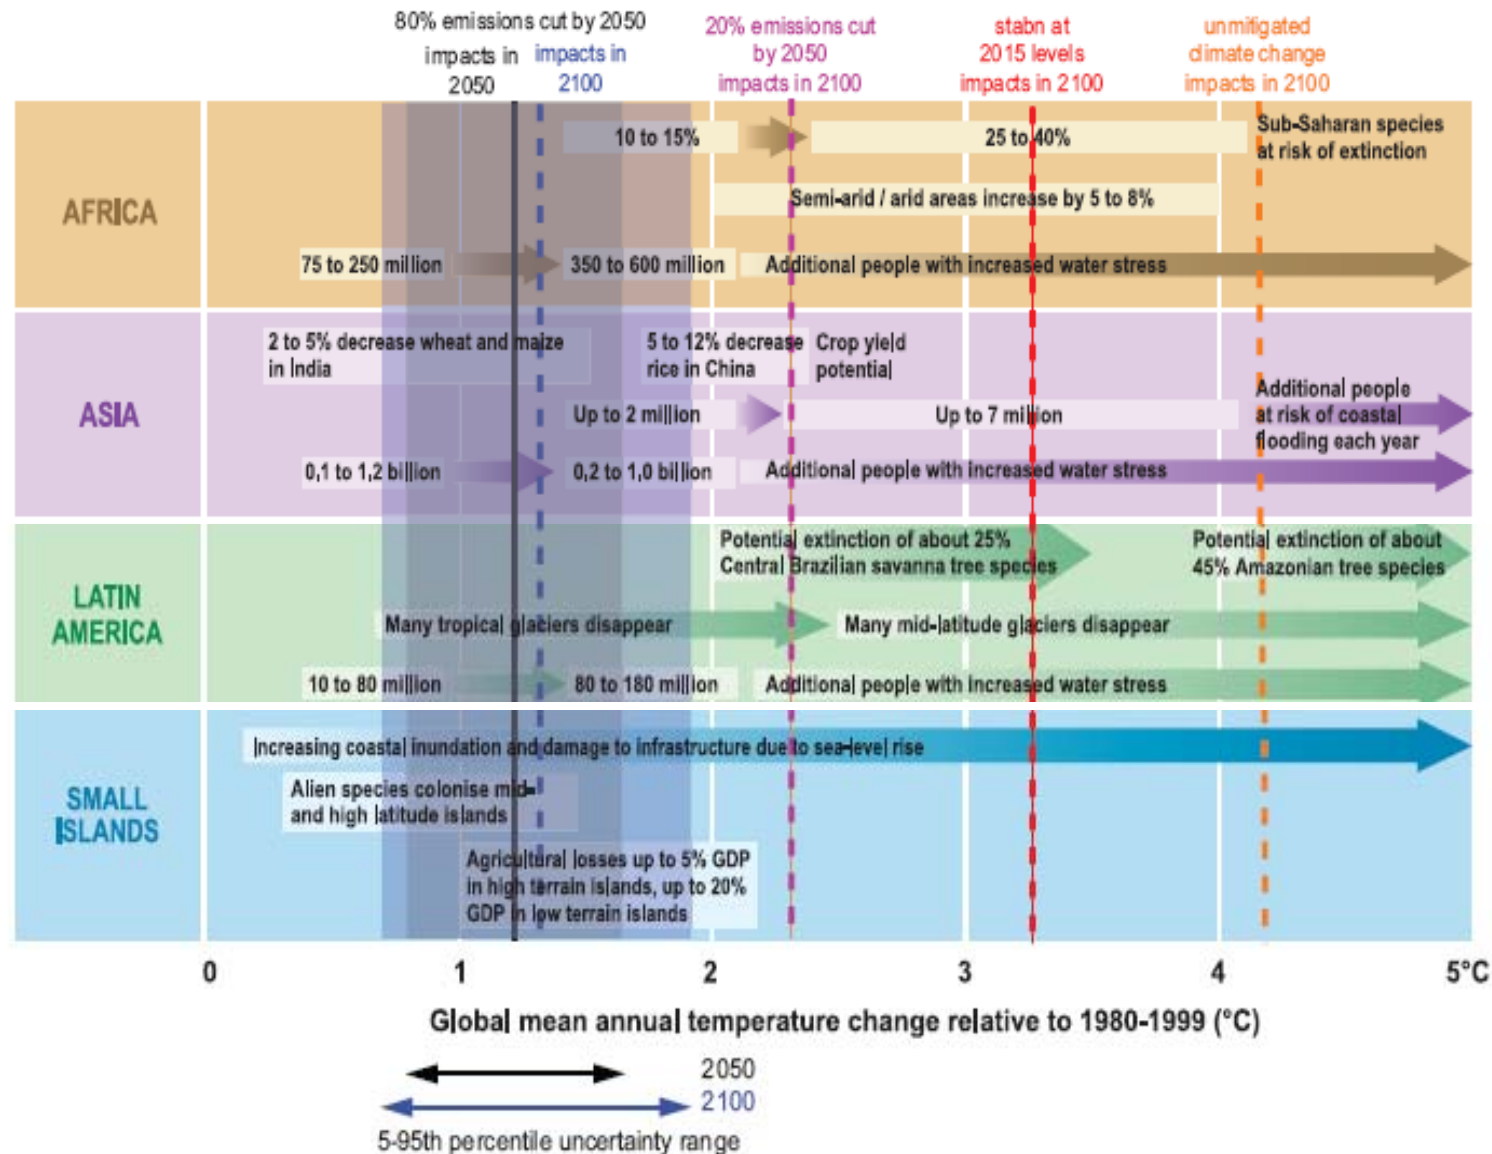 80% emissions cut by 2050
impacts in
2050
impacts in
2100
20% emissions cut
by 2050
impacts in 2100
stabn at
2015 levels
impacts in 2100
unmitigated
climate change
impacts in 2100
AFRICA
10 to 15%
25 to 40%
Sub-Saharan species
at risk of extinction
Semi-arid / arid areas increase by 5 to 8%
75 to 250 million
350 to 600 million
Additional people with increased water stress
ASIA
2 to 5% decrease wheat and maize
in India
5 to 12% decrease
rice in China
Crop yield
potential
Up to 2 million
Up to 7 million
Additional people
at risk of coastal
flooding each year
0,1 to 1,2 billion
0,2 to 1,0 billion
Additional people with increased water stress
LATIN
AMERICA
Potential extinction of about 25%
Central Brazilian savanna tree species
Potential extinction of about
45% Amazonian tree species
Many tropical glaciers disappear
Many mid-latitude glaciers disappear
10 to 80 million
80 to 180 million
Additional people with increased water stress
SMALL
ISLANDS
Increasing coastal inundation and damage to infrastructure due to sea-level rise
Alien species colonise mid-
and high latitude islands
Agricultural losses up to 5% GDP
in high terrain islands, up to 20%
GDP in low terrain islands
0
1
2
3
4
5°C
Global mean annual temperature change relative to 1980-1999 (°C)
2050
2100
5-95th percentile uncertainty range